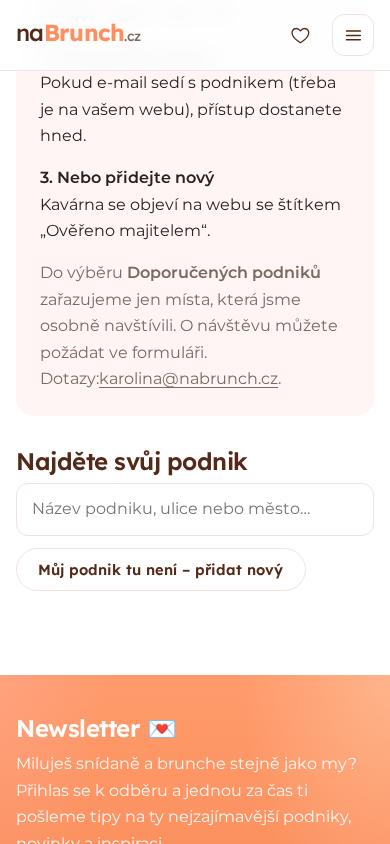 naBrunch.cz
Pokud e-mail sedí s podnikem (třeba
je na vašem webu), přístup dostanete
hned.
3. Nebo přidejte nový
Kavárna se objeví na webu se štítkem
„Ověřeno majitelem“.
Do výběru Doporučených podniků
zařazujeme jen místa, která jsme
osobně navštívili. O návštěvu můžete
požádat ve formuláři.
Dotazy:karolina@nabrunch.cz.
Najděte svůj podnik
Název podniku, ulice nebo město...
Můj podnik tu není – přidat nový
Newsletter 💌
Miluješ snídaně a brunche stejně jako my?
Přihlas se k odběru a jednou za čas ti
pošleme tipy na ty nejzajímavější podniky,
novinky a inspiraci.